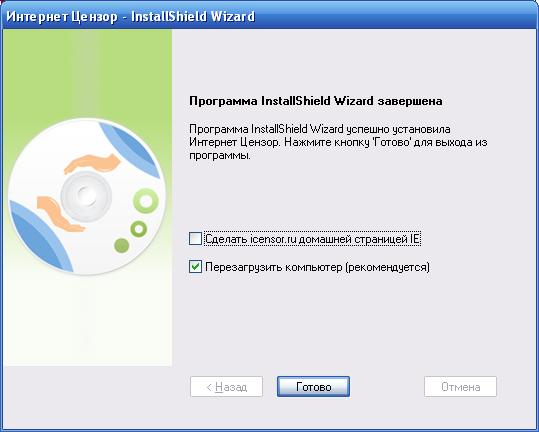 Интернет Цензор - InstallShield Wizard
Программа InstallShield Wizard завершена
Программа InstallShield Wizard успешно установила
Интернет Цензор. Нажмите кнопку 'Готово' для выхода из
программы.
Сделать icensor.ru домашней страницей IE
Перезагрузить компьютер (рекомендуется)
< Назад
Готово
Отмена